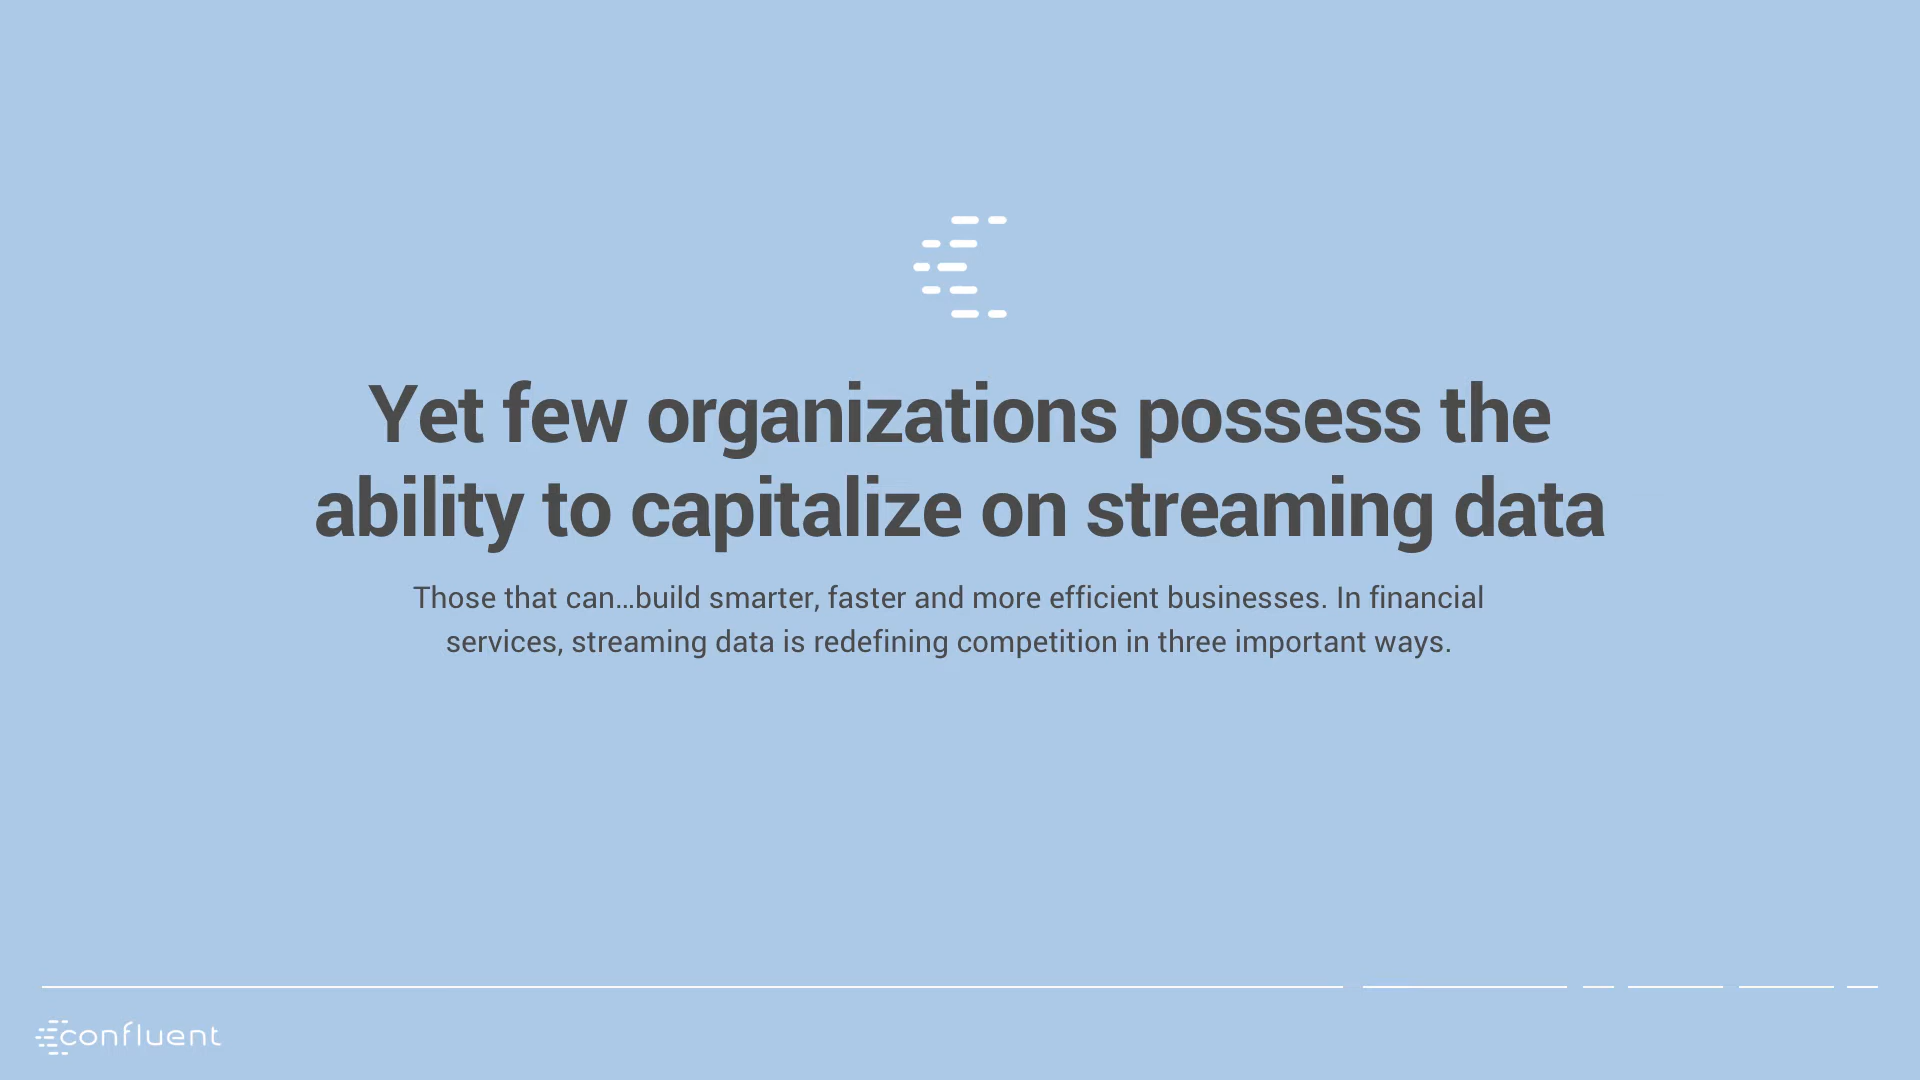 Yet few organizations possess the
ability to capitalize on streaming data
Those that can…build smarter, faster and more efficient businesses. In financial
services, streaming data is redefining competition in three important ways.
confluent